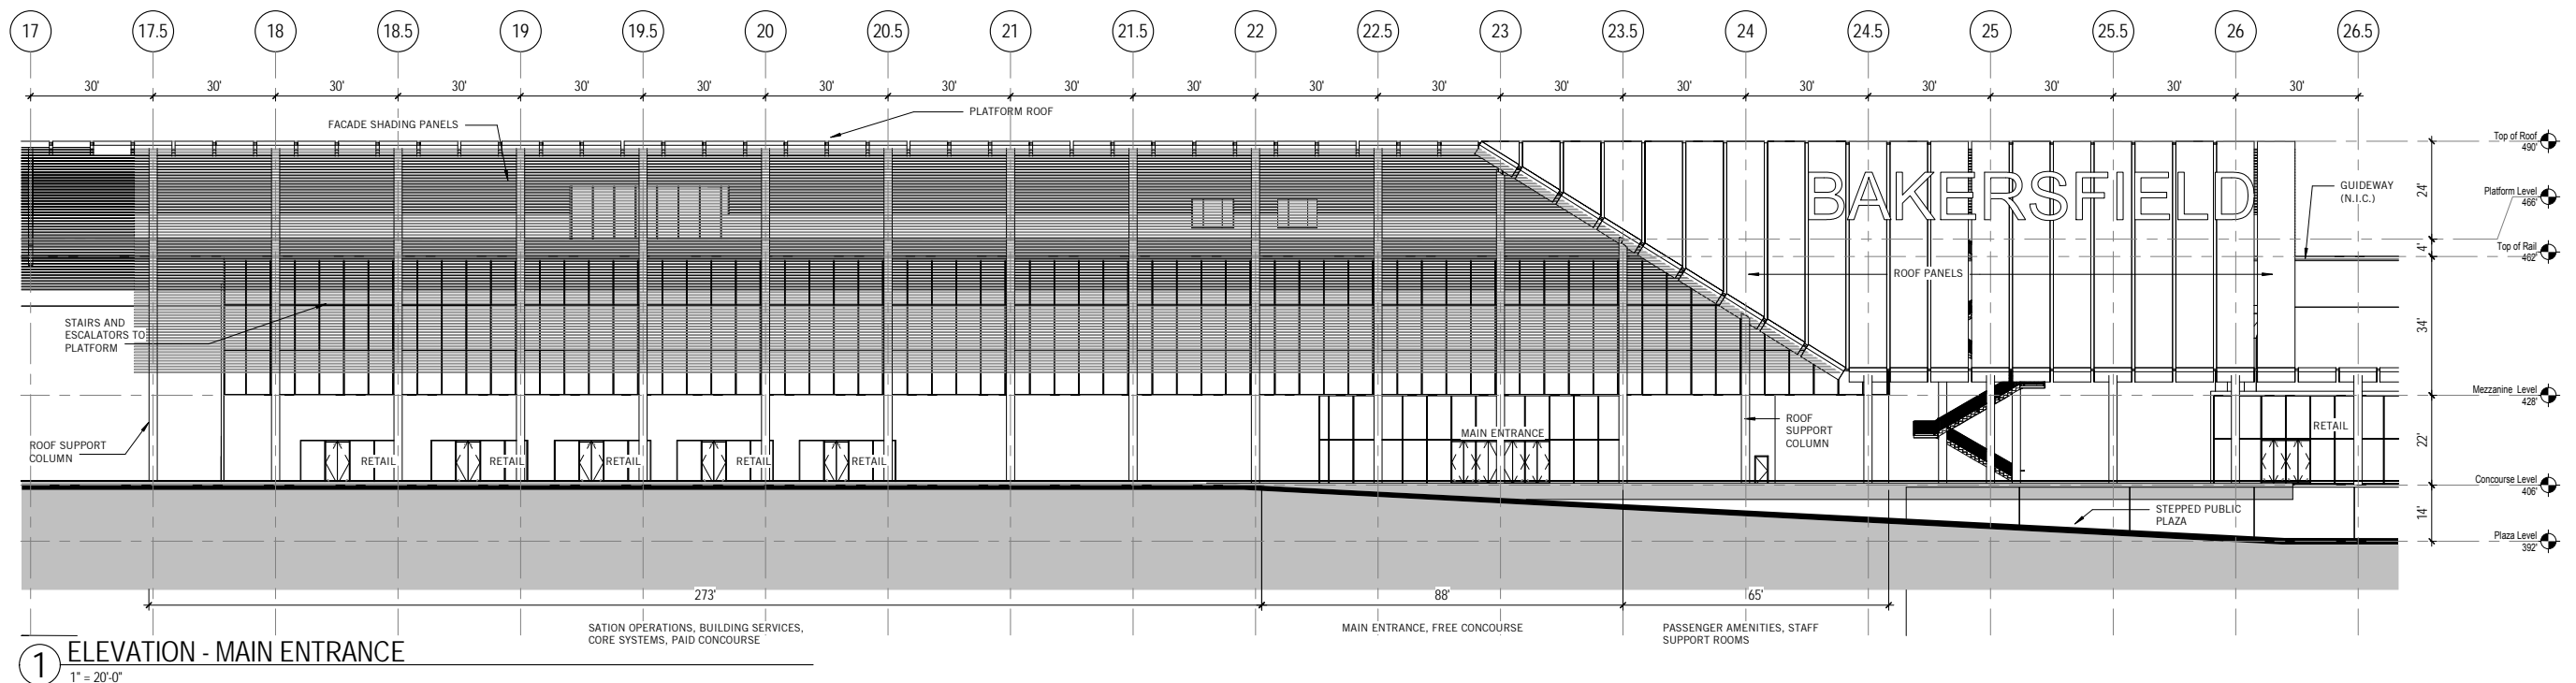 17 17.5 18 18.5 19 19.5 20 20.5 21 21.5 22 22.5 23 23.5 24 24.5 25 25.5 26 26.5
30' 30' 30' 30' 30' 30' 30' 30' 30' 30' 30' 30' 30' 30' 30' 30' 30' 30' 30'
PLATFORM ROOF
FACADE SHADING PANELS
Top of Roof
490'
BAKERSFIELD
GUIDEWAY
(N.I.C.)
24'
Platform Level
466'
4'
Top of Rail
462'
ROOF PANELS
STAIRS AND
ESCALATORS TO
PLATFORM
34'
Mezzanine Level
428'
ROOF SUPPORT
COLUMN
RETAIL
RETAIL
RETAIL
RETAIL
RETAIL
MAIN ENTRANCE
ROOF
SUPPORT
COLUMN
RETAIL
22'
Concourse Level
406'
STEPPED PUBLIC
PLAZA
14'
Plaza Level
392'
273' 88' 65'
SATION OPERATIONS, BUILDING SERVICES,
CORE SYSTEMS, PAID CONCOURSE
MAIN ENTRANCE, FREE CONCOURSE
PASSENGER AMENITIES, STAFF
SUPPORT ROOMS
1 ELEVATION - MAIN ENTRANCE
1" = 20'-0"